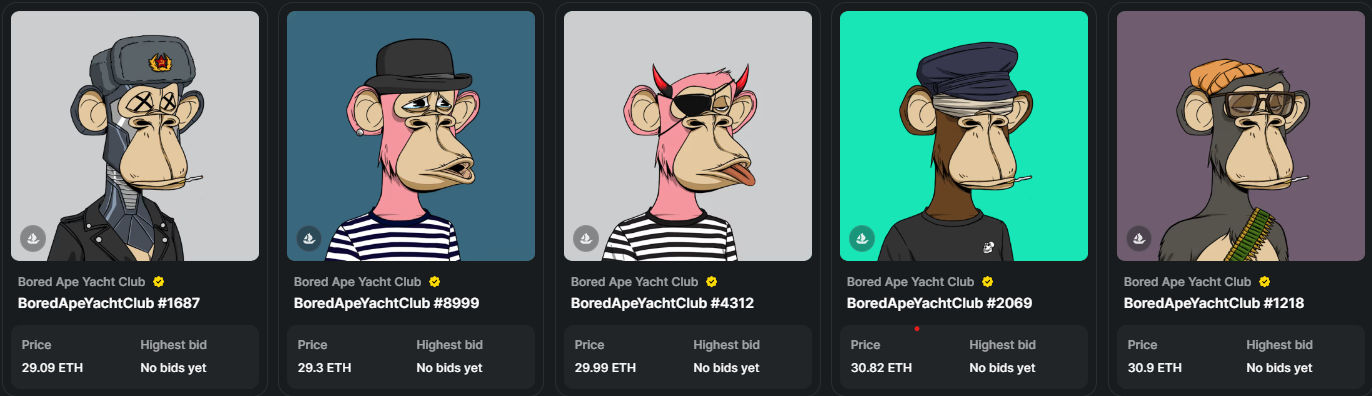 Bored Ape Yacht Club
BoredApeYachtClub #1687
Price Highest bid
29.09 ETH No bids yet
Bored Ape Yacht Club
BoredApeYachtClub #8999
Price Highest bid
29.3 ETH No bids yet
Bored Ape Yacht Club
BoredApeYachtClub #4312
Price Highest bid
29.99 ETH No bids yet
Bored Ape Yacht Club
BoredApeYachtClub #2069
Price Highest bid
30.82 ETH No bids yet
Bored Ape Yacht Club
BoredApeYachtClub #1218
Price Highest bid
30.9 ETH No bids yet